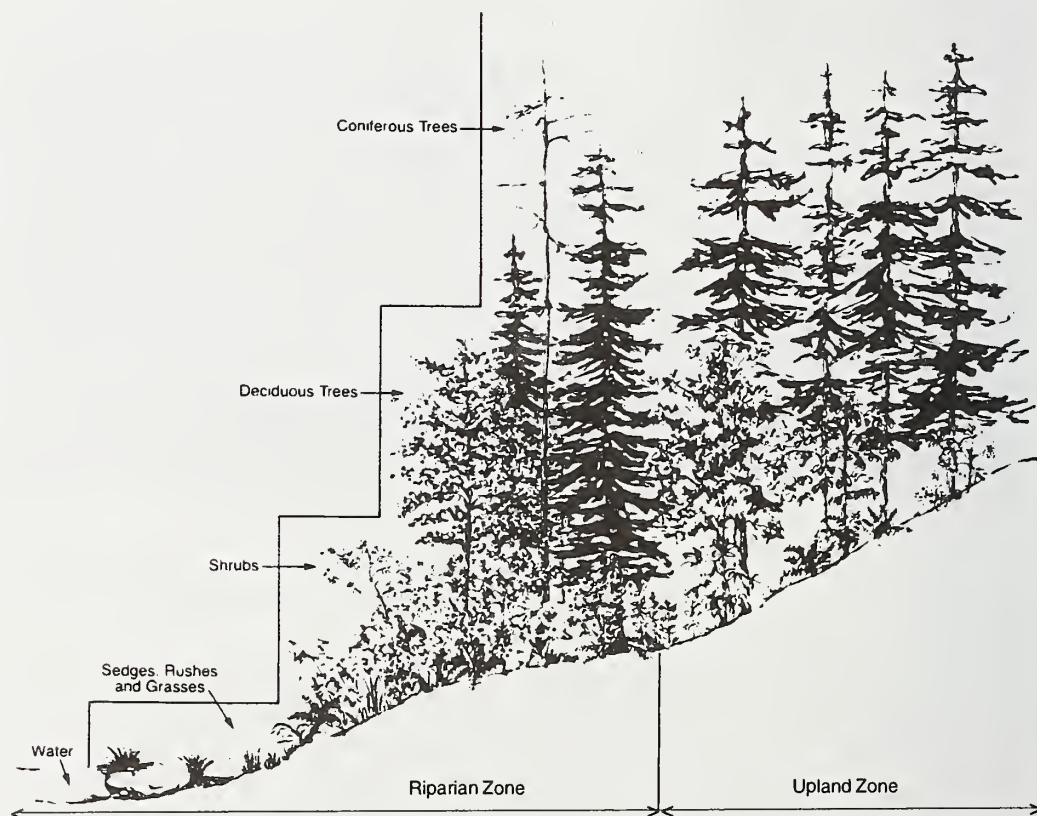 Coniferous Trees
Deciduous Trees
Shrubs
Sedges, Rushes
and Grasses
Water
Riparian Zone
Upland Zone